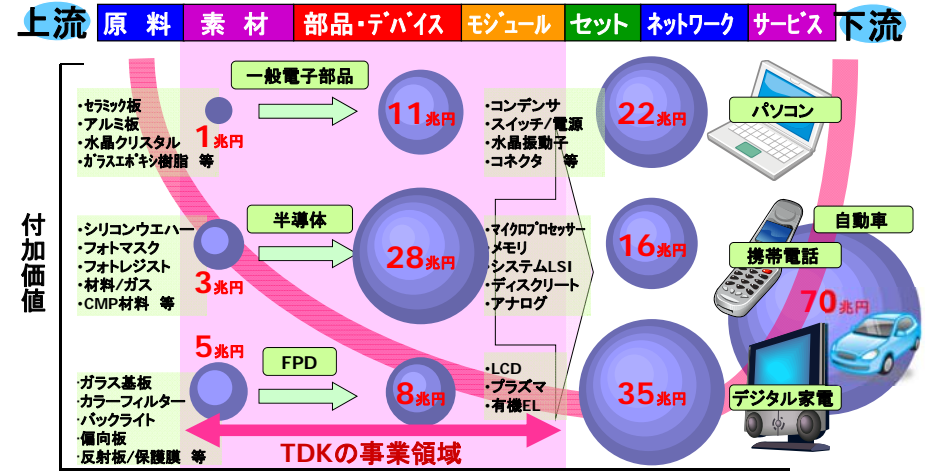 上流
原 料
素 材
部品・デバイス
モジュール
セット
ネットワーク
サービス
下流
付加価値
一般電子部品
・セラミック板
・アルミ板
・水晶クリスタル
・ガラスエポキシ樹脂 等
1兆円
11兆円
・コンデンサ
・スイッチ/電源
・水晶振動子
・コネクタ 等
22兆円
パソコン
半導体
・シリコンウエハー
・フォトマスク
・フォトレジスト
・材料/ガス
・CMP材料 等
3兆円
28兆円
・マイクロプロセッサー
・メモリ
・システムLSI
・ディスクリート
・アナログ
16兆円
携帯電話
自動車
70兆円
FPD
5兆円
・ガラス基板
・カラーフィルター
・バックライト
・偏向板
・反射板/保護膜 等
8兆円
・LCD
・プラズマ
・有機EL
35兆円
デジタル家電
TDKの事業領域